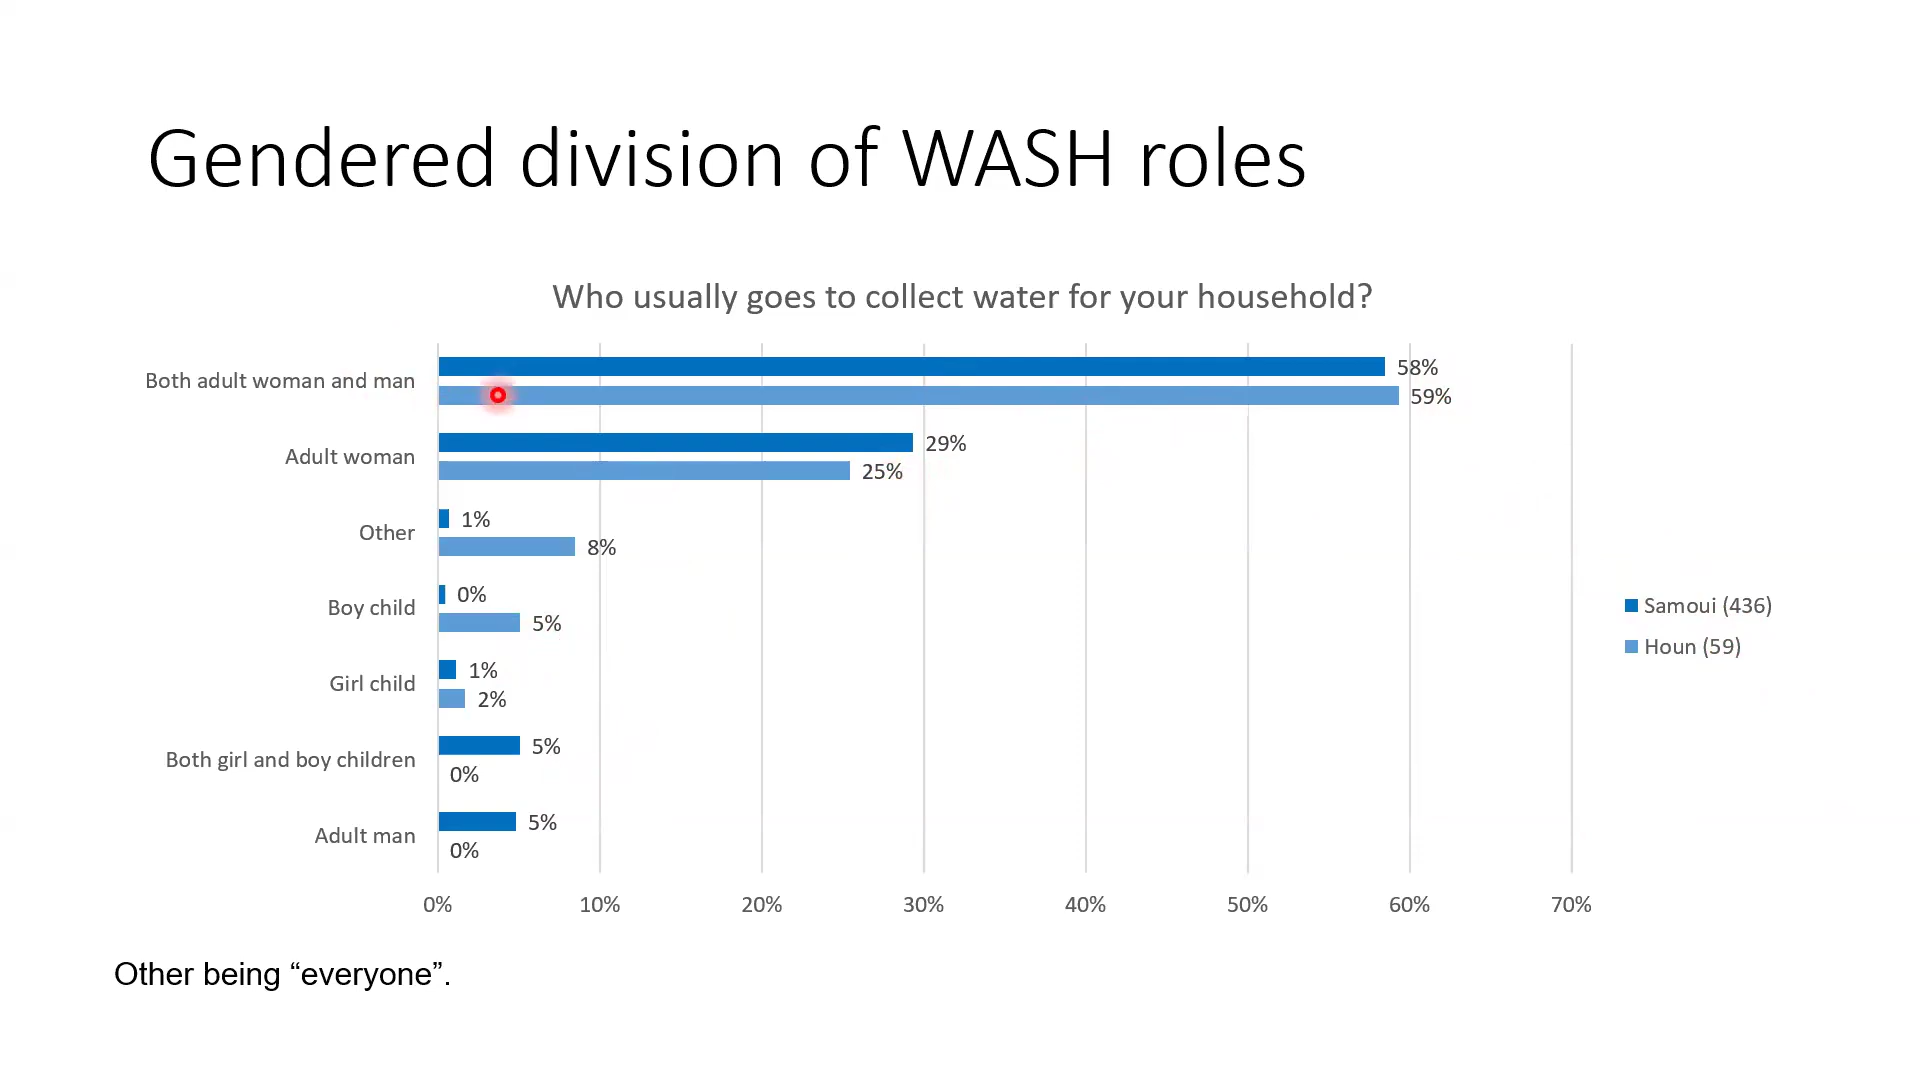 Gendered division of WASH roles
Who usually goes to collect water for your household?
Both adult woman and man
58%
59%
Adult woman
29%
25%
Other
1%
8%
Boy child
0%
5%
Girl child
1%
2%
Both girl and boy children
5%
0%
Adult man
5%
0%
0% 10% 20% 30% 40% 50% 60% 70%
Samoui (436)
Houn (59)
Other being “everyone”.